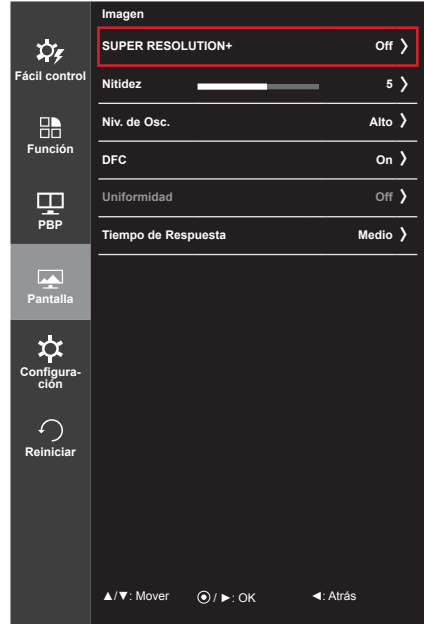 Imagen
SUPER RESOLUTION+ Off ❯
Fácil control
Nitidez 5 ❯
Niv. de Osc. Alto ❯
Función
DFC On ❯
Uniformidad Off ❯
PBP
Tiempo de Respuesta Medio ❯
Pantalla
Configura-
ción
Reiniciar
▲/▼: Mover ⦿ / ►: OK ◄: Atrás